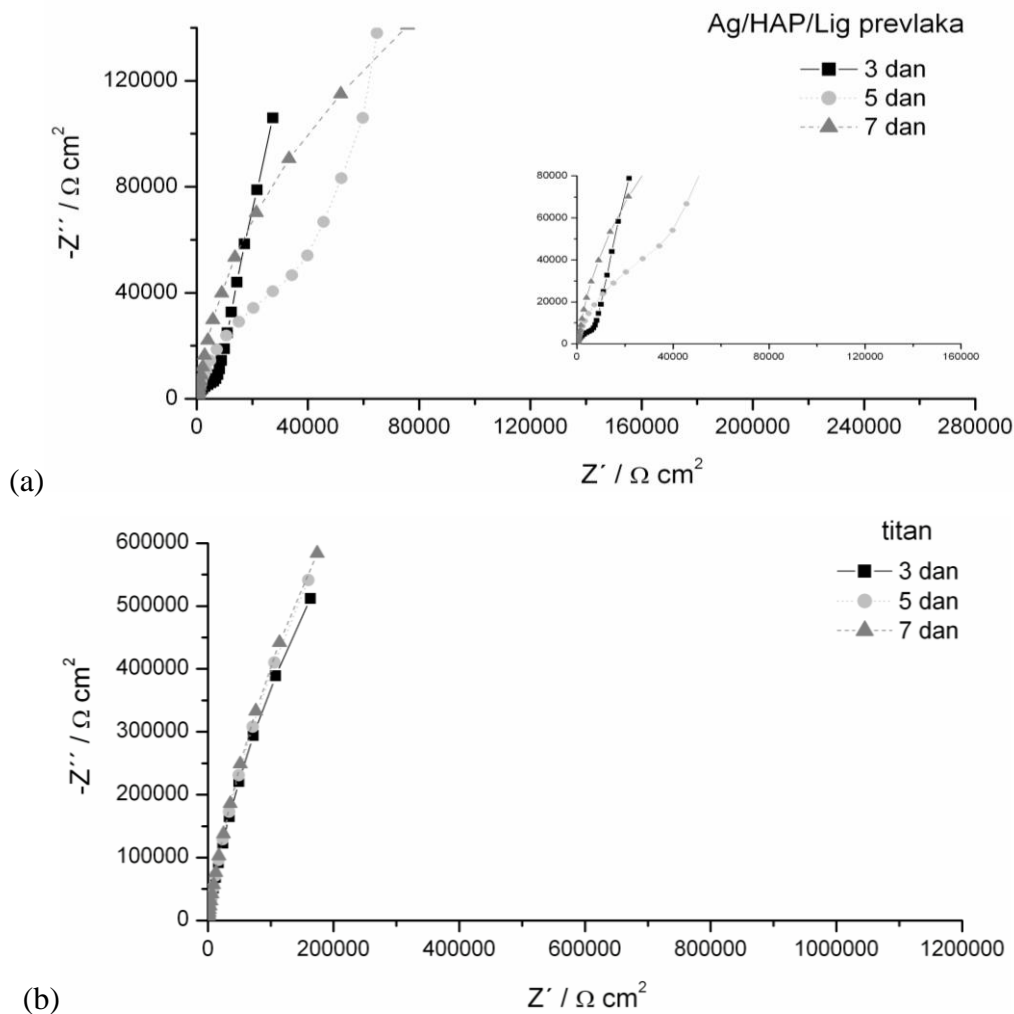 Ag/HAP/Lig prevlaka
3 dan
5 dan
7 dan
-Z´´ / Ω cm²
120000
80000
40000
0
80000
60000
40000
20000
0
0 40000 80000 120000 160000
0 40000 80000 120000 160000 200000 240000 280000
Z´ / Ω cm²
(a)
titan
3 dan
5 dan
7 dan
-Z´´ / Ω cm²
600000
500000
400000
300000
200000
100000
0
0 200000 400000 600000 800000 1000000 1200000
Z´ / Ω cm²
(b)